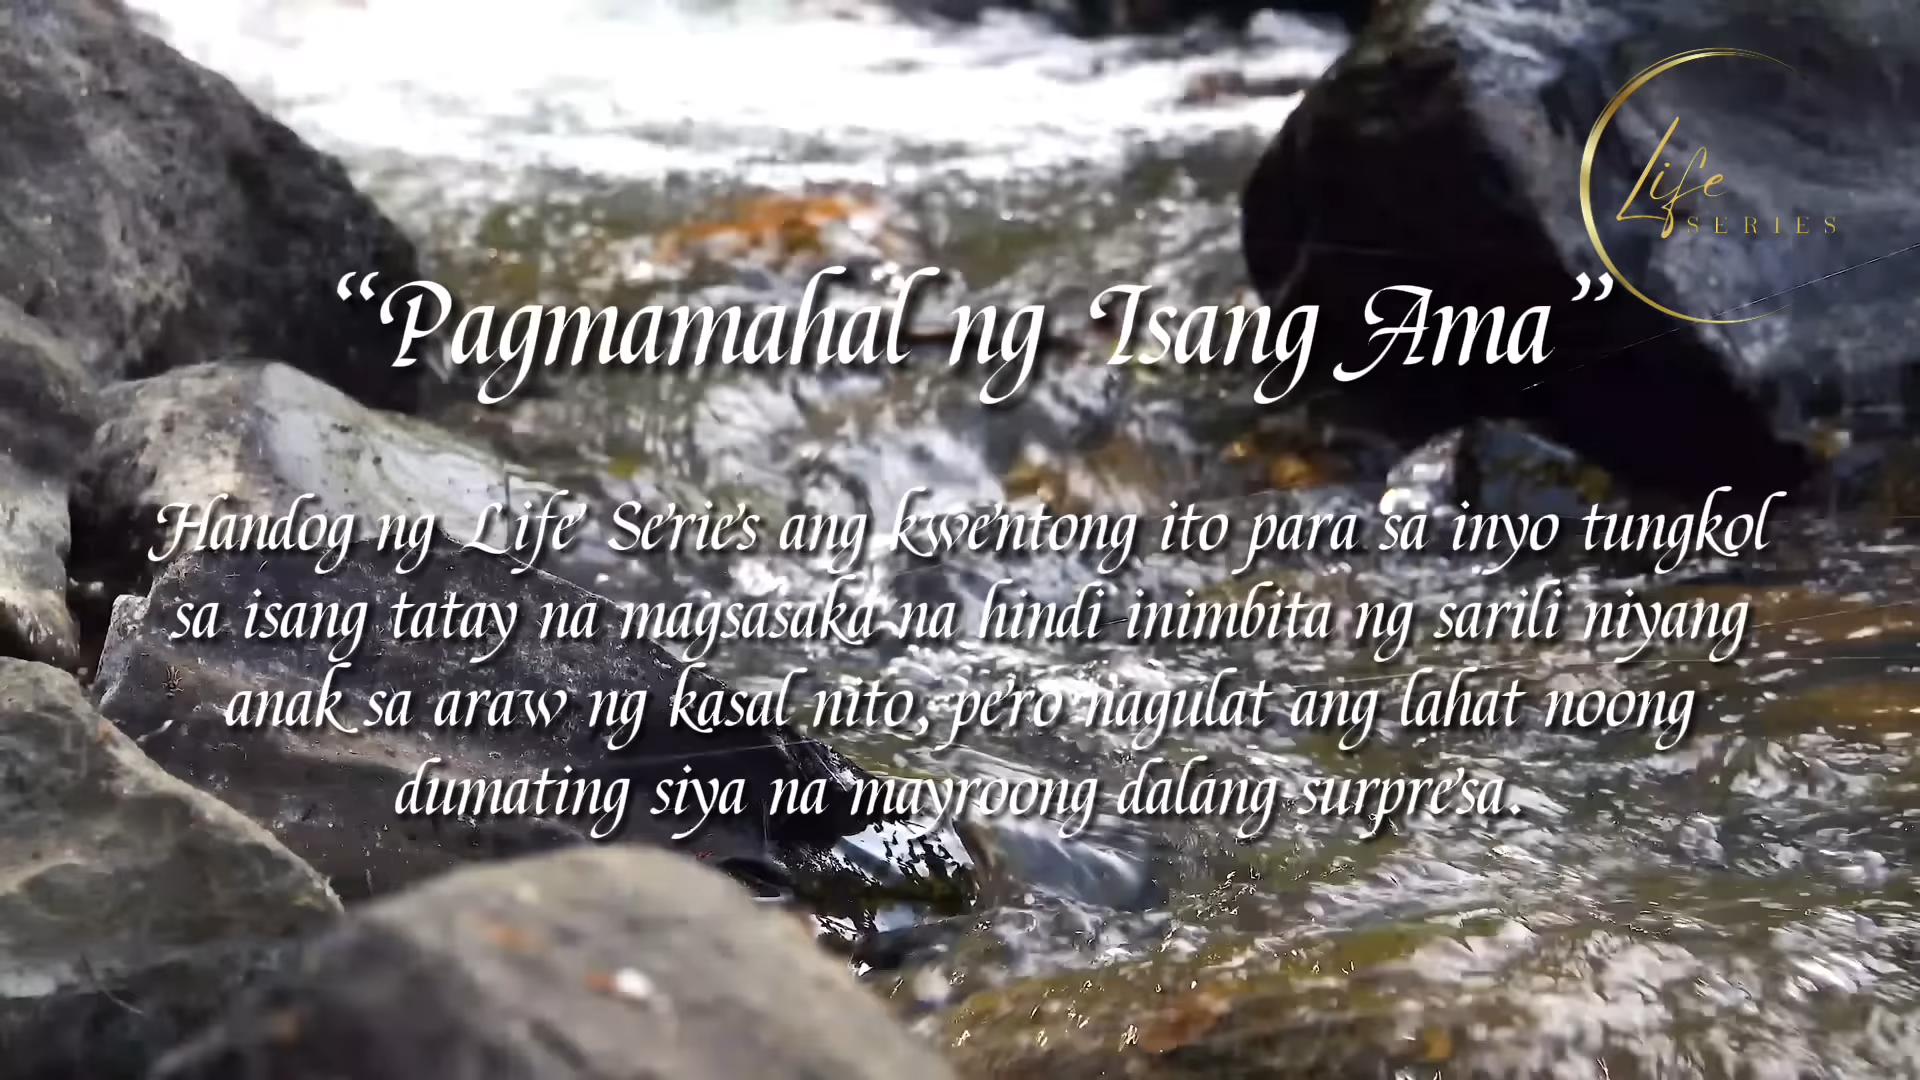 Life
SERIES
“Pagmamahal ng Isang Ama”
Handog ng Life Series ang kwentong ito para sa inyo tungkol
sa isang tatay na magsasaka na hindi inimbita ng sarili niyang
anak sa araw ng kasal nito, pero nagulat ang lahat noong
dumating siya na mayroong dalang surpresa.